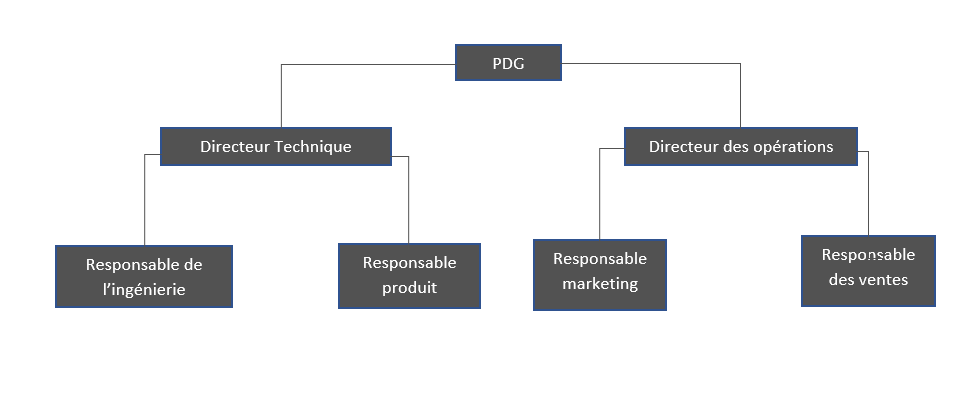 PDG
Directeur Technique
Directeur des opérations
Responsable de
l’ingénierie
Responsable
produit
Responsable
marketing
Responsable
des ventes